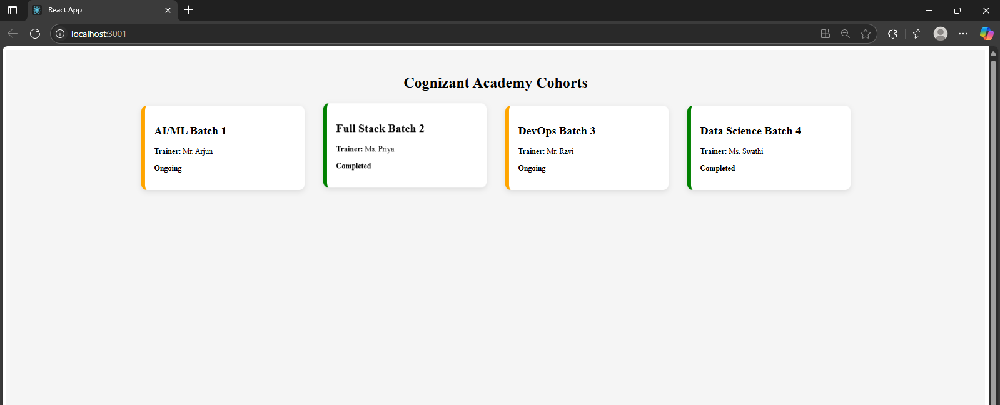 React App
localhost:3001
Cognizant Academy Cohorts
AI/ML Batch 1
Trainer: Mr. Arjun
Ongoing
Full Stack Batch 2
Trainer: Ms. Priya
Completed
DevOps Batch 3
Trainer: Mr. Ravi
Ongoing
Data Science Batch 4
Trainer: Ms. Swathi
Completed